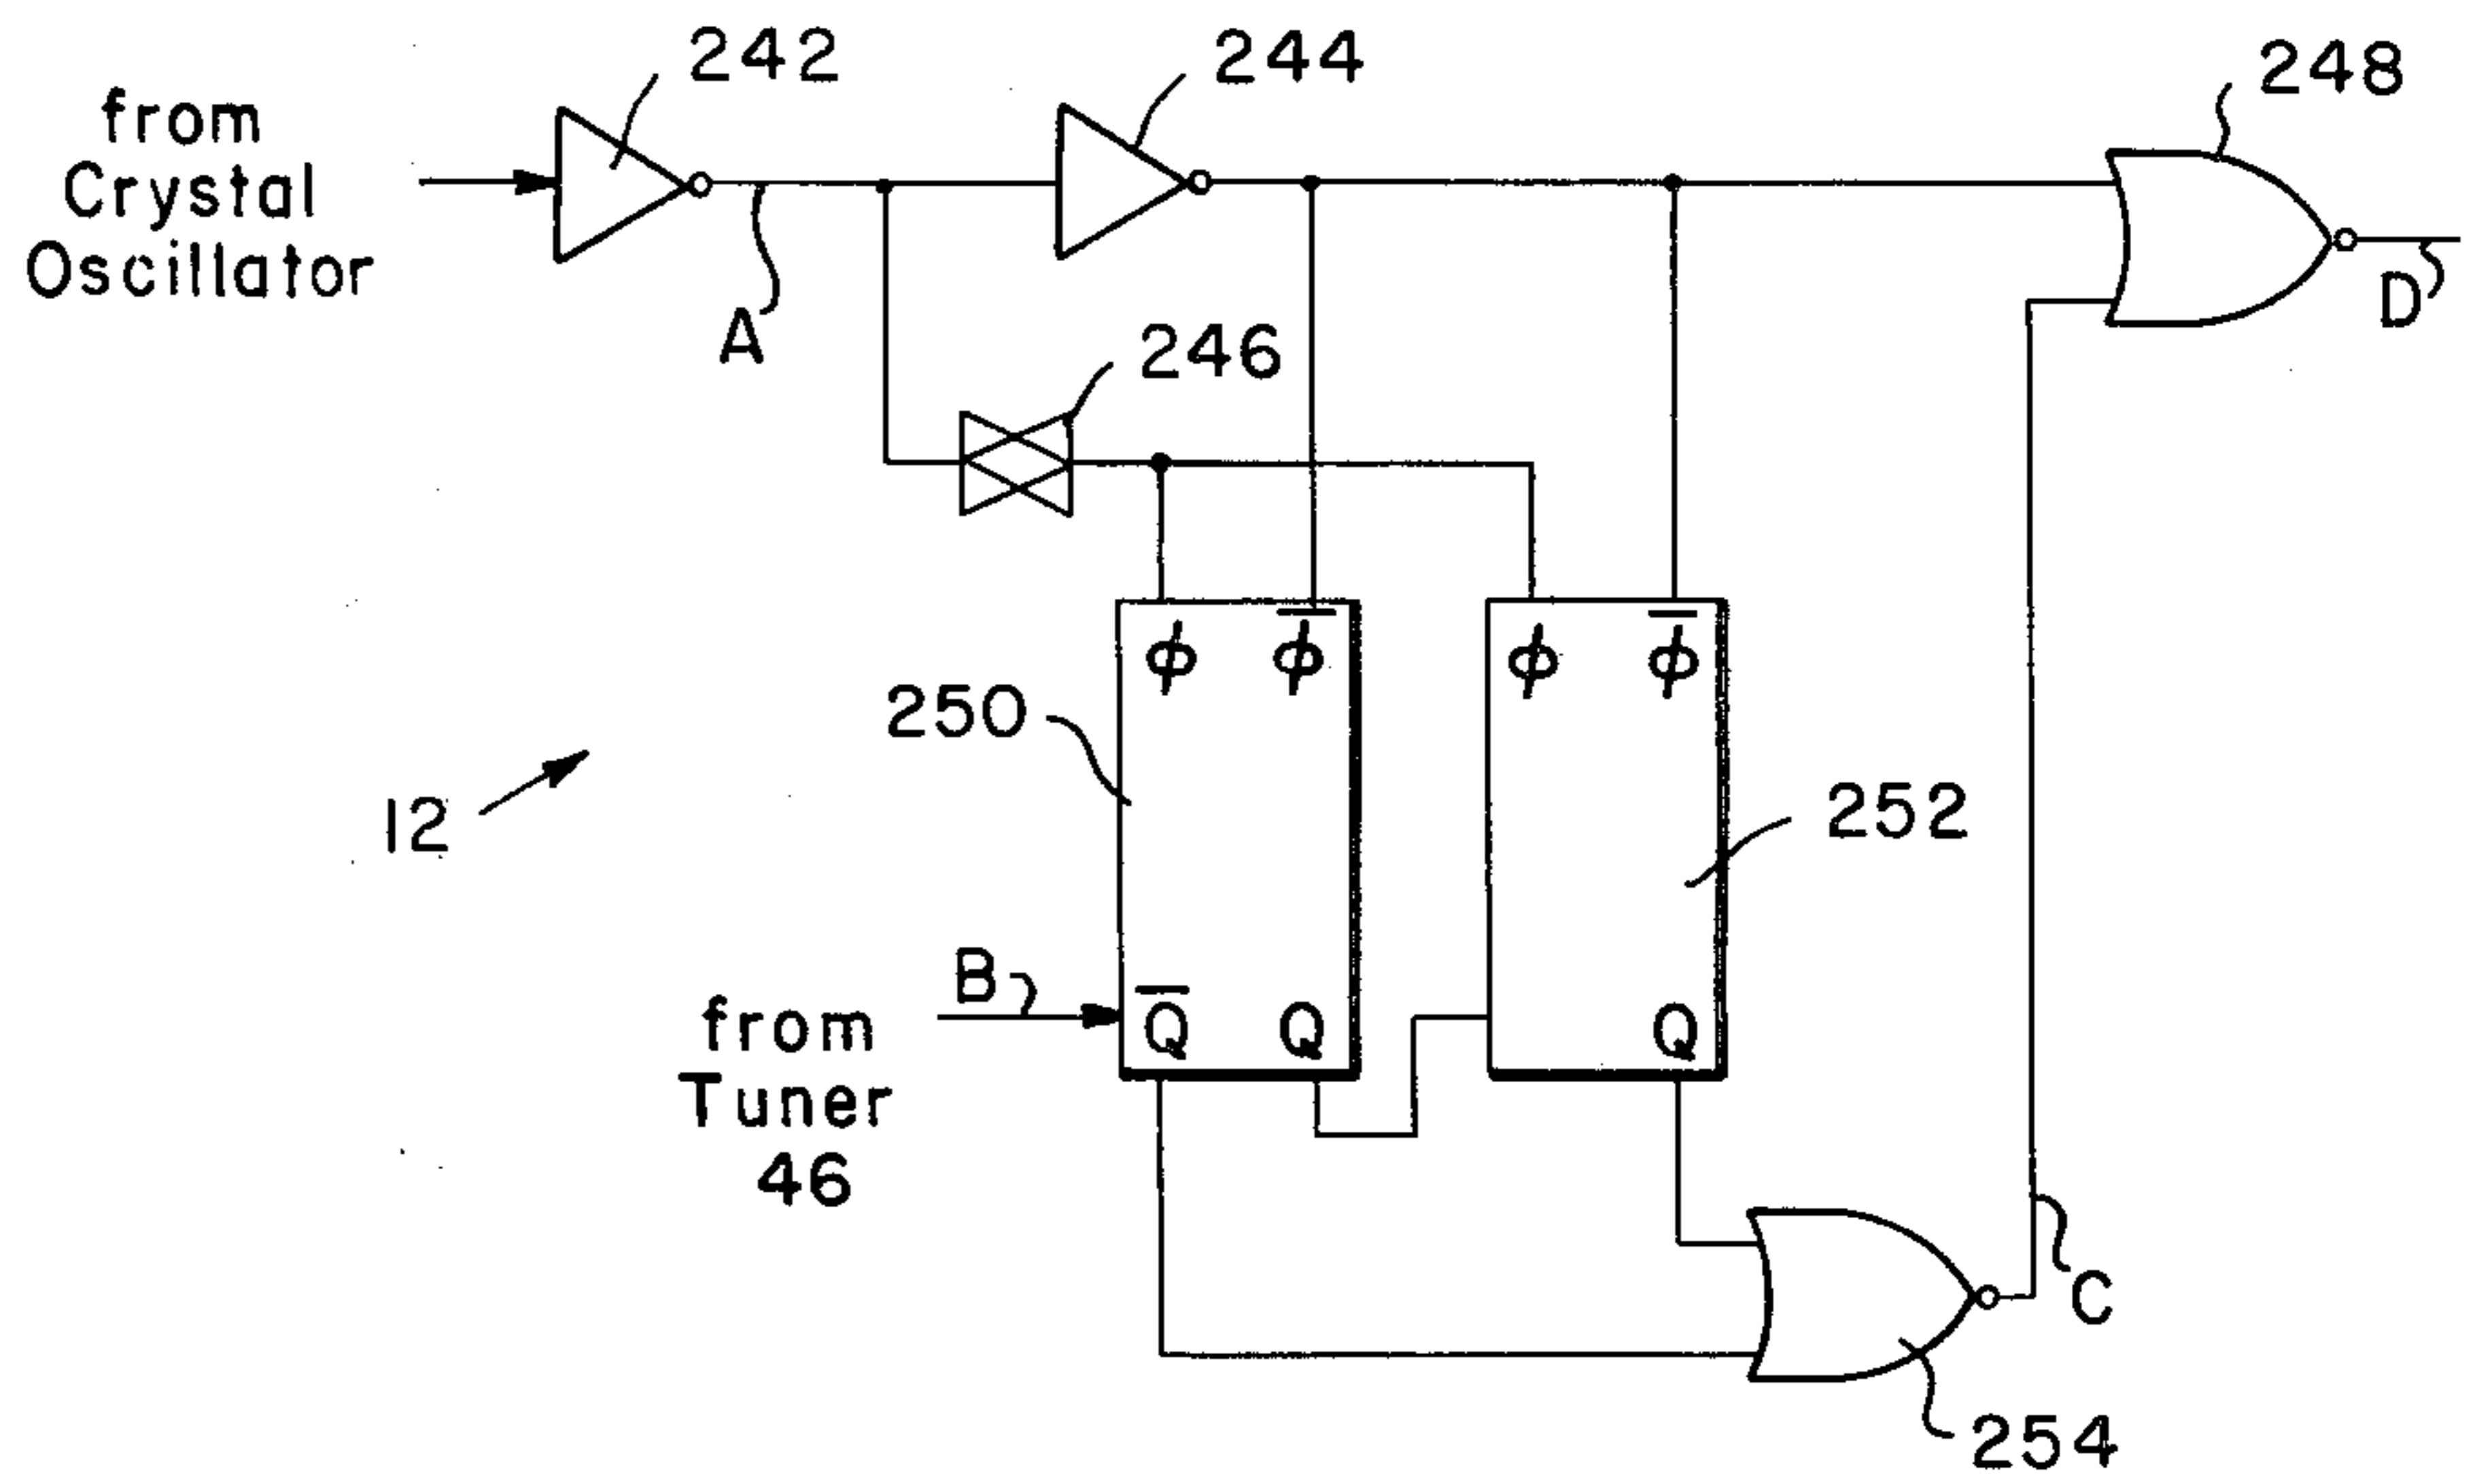 242
244
248
from
Crystal
Oscillator
A
D
246
ϕ
ϕ̅
ϕ
ϕ̅
250
12
252
B
from
Tuner
46
Q̅
Q
Q
C
254